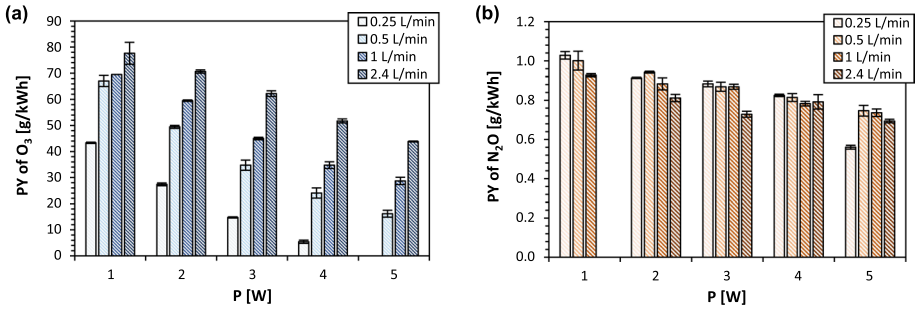 (a)
0.25 L/min
0.5 L/min
1 L/min
2.4 L/min
PY of O3 [g/kWh]
90
80
70
60
50
40
30
20
10
0
1 2 3 4 5
P [W]
(b)
0.25 L/min
0.5 L/min
1 L/min
2.4 L/min
PY of N2O [g/kWh]
1.2
1.0
0.8
0.6
0.4
0.2
0.0
1 2 3 4 5
P [W]